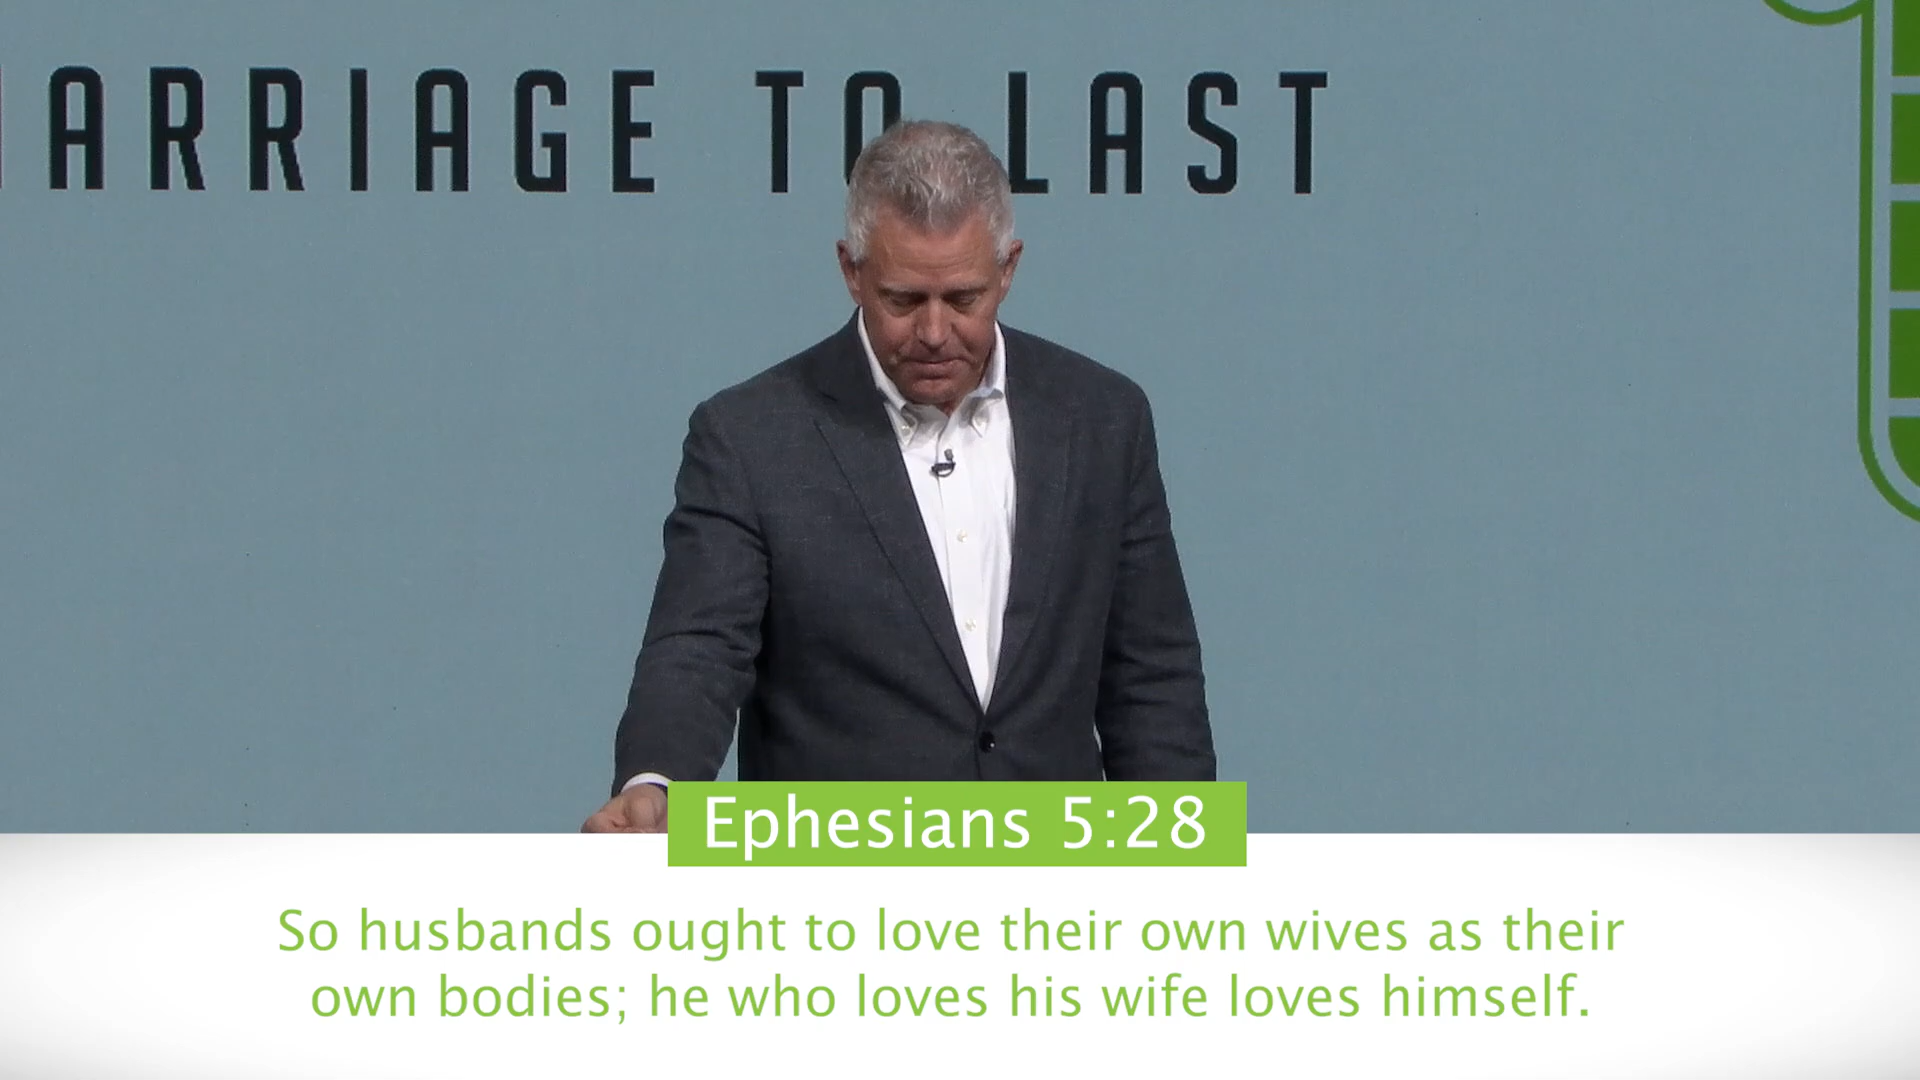 ARRIAGE TO LAST
Ephesians 5:28
So husbands ought to love their own wives as their
own bodies; he who loves his wife loves himself.